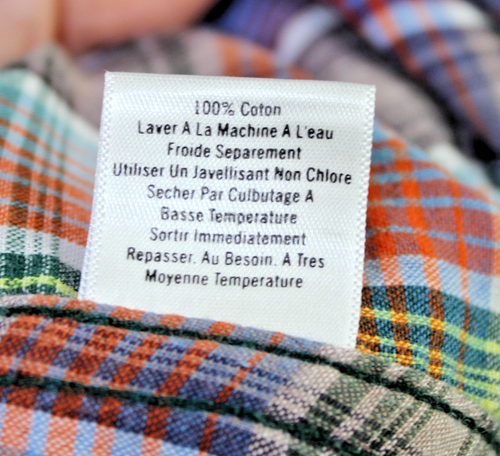 100% Coton
Laver A La Machine A L'eau
Froide Separement
Utiliser Un Javellisant Non Chlore
Secher Par Culbutage A
Basse Temperature
Sortir Immediatement
Repasser. Au Besoin. A Tres
Moyenne Temperature